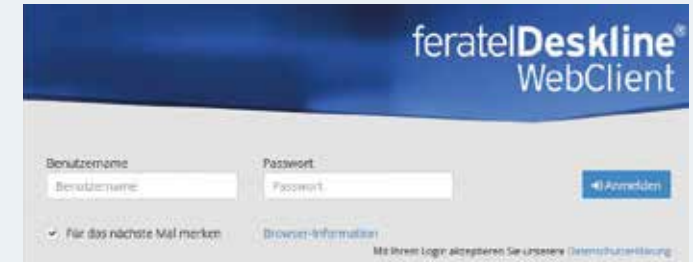 feratelDeskline®
WebClient
Benutzername Passwort
Benutzername Passwort Anmelden
Für das nächste Mal merken Browser-Information
Mit Ihrem Login akzeptieren Sie unsere Datenschutzerklärung